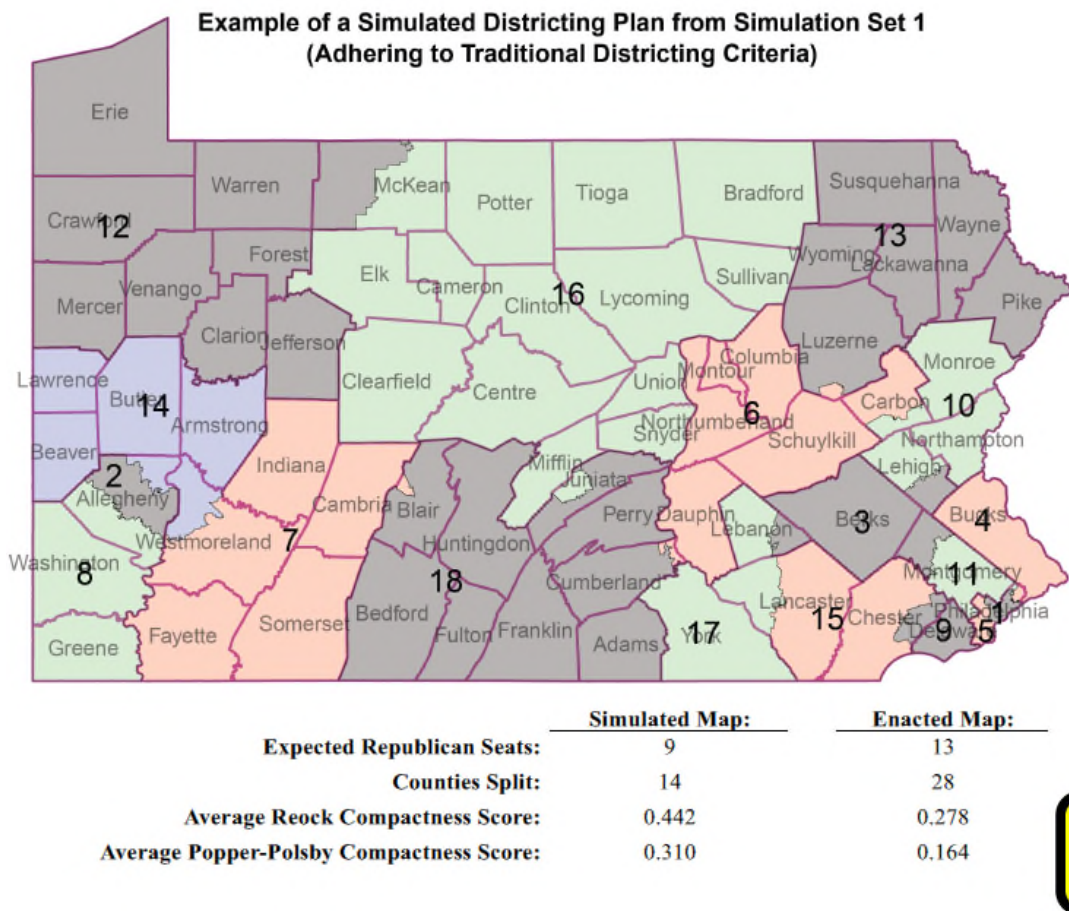 Example of a Simulated Districting Plan from Simulation Set 1
(Adhering to Traditional Districting Criteria)
Erie
Warren
McKean
Potter
Tioga
Bradford
Susquehanna
Wayne
Crawford
12
Forest
Elk
Cameron
Clinton
16
Lycoming
Sullivan
Wyoming
13
Lackawanna
Pike
Mercer
Venango
Clarion
Jefferson
Clearfield
Centre
Union
Montour
Columbia
Luzerne
Monroe
Lawrence
Butler
14
Armstrong
Northumberland
6
Carbon
10
Beaver
Indiana
Snyder
Schuylkill
Northampton
2
Allegheny
Cambria
Blair
Mifflin
Juniata
Lehigh
Washington
8
Westmoreland
7
Huntingdon
Perry
Dauphin
Lebanon
Berks
3
Bucks
4
18
Cumberland
Montgomery
11
Greene
Fayette
Somerset
Bedford
Fulton
Franklin
Adams
York
17
Lancaster
15
Chester
Philadelphia
1
9
5
Simulated Map: Enacted Map:
Expected Republican Seats: 9 13
Counties Split: 14 28
Average Reock Compactness Score: 0.442 0.278
Average Popper-Polsby Compactness Score: 0.310 0.164